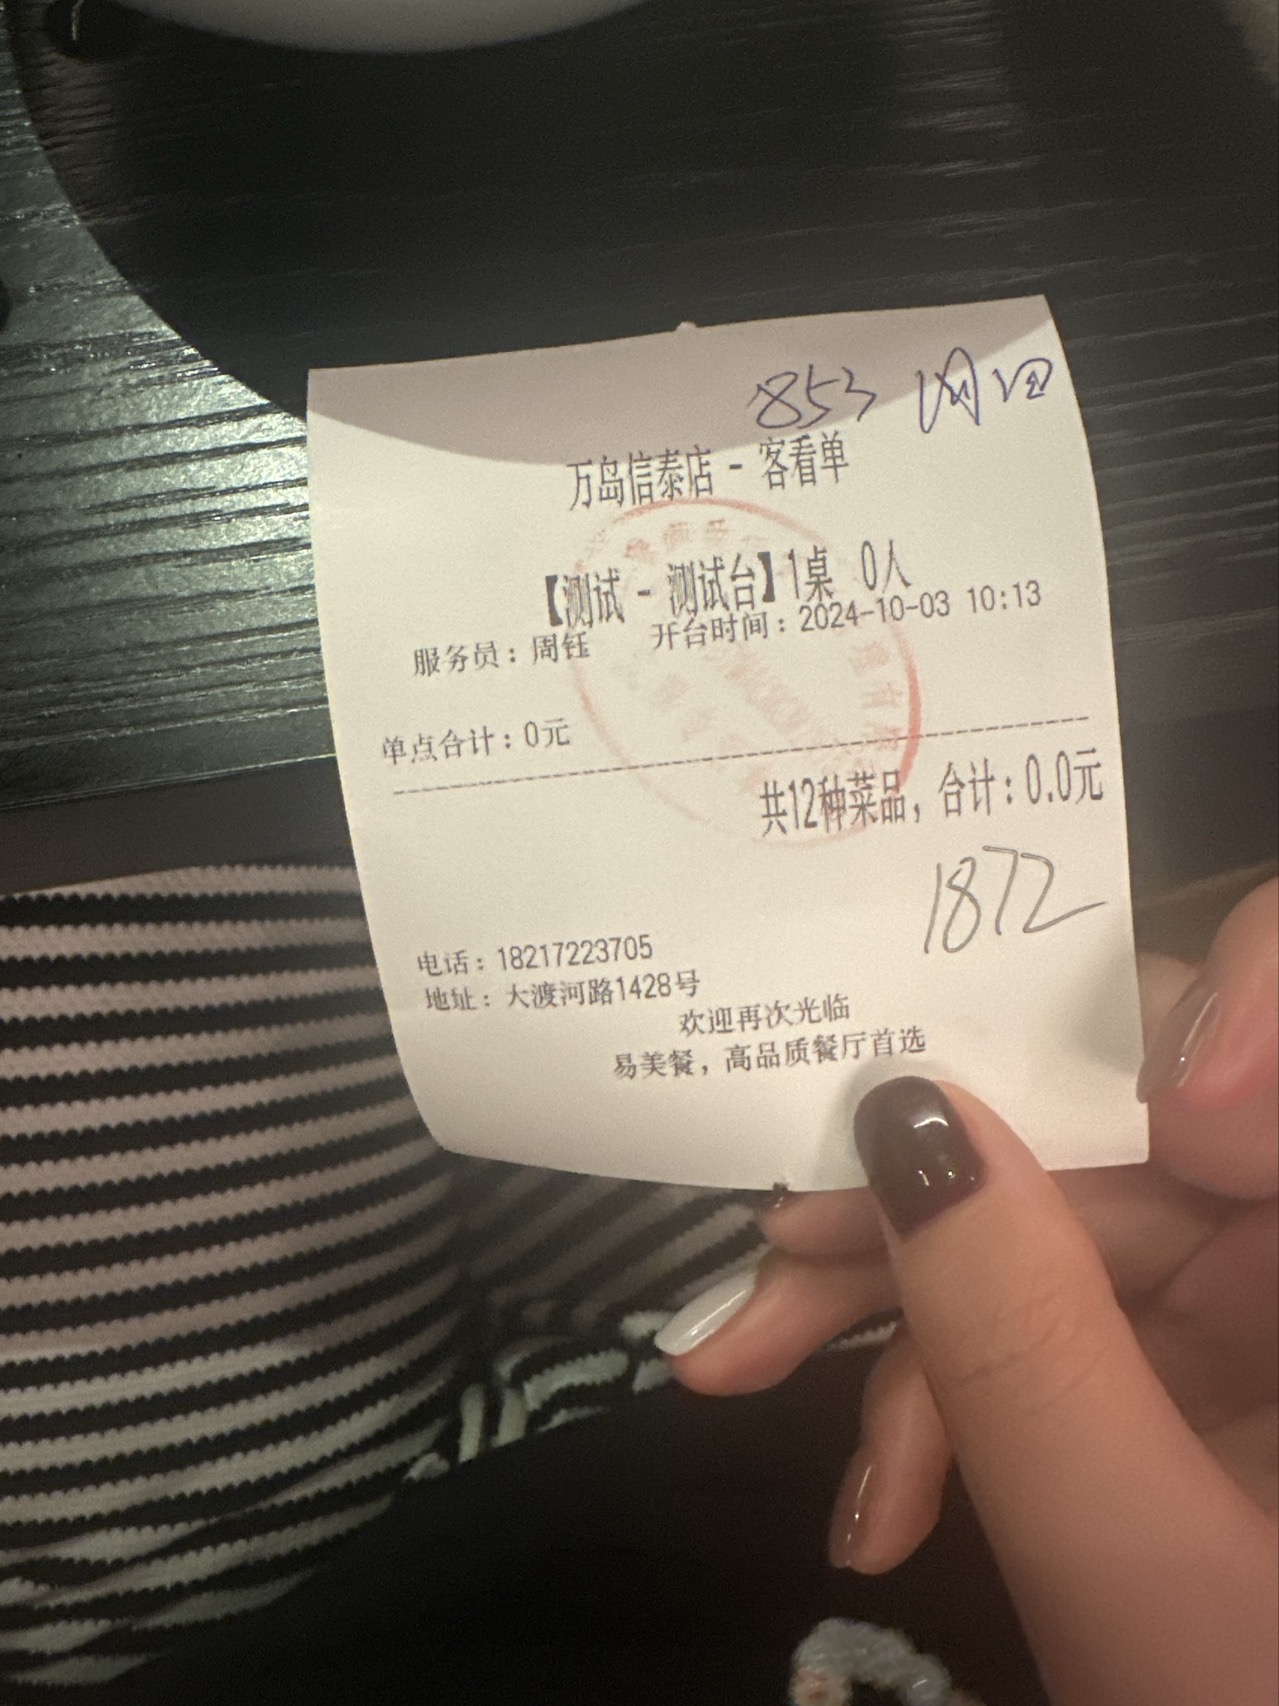 853
万岛信泰店 - 客看单
【测试 - 测试台】1桌 0人
服务员：周钰 开台时间：2024-10-03 10:13
单点合计：0元
共12种菜品，合计：0.0元
1872
电话：18217223705
地址：大渡河路1428号
欢迎再次光临
易美餐，高品质餐厅首选